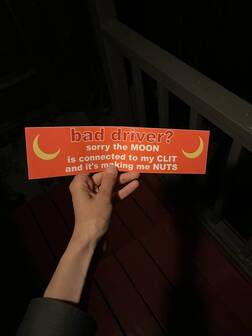 bad driver?
sorry the MOON
is connected to my CLIT
and it's making me NUTS